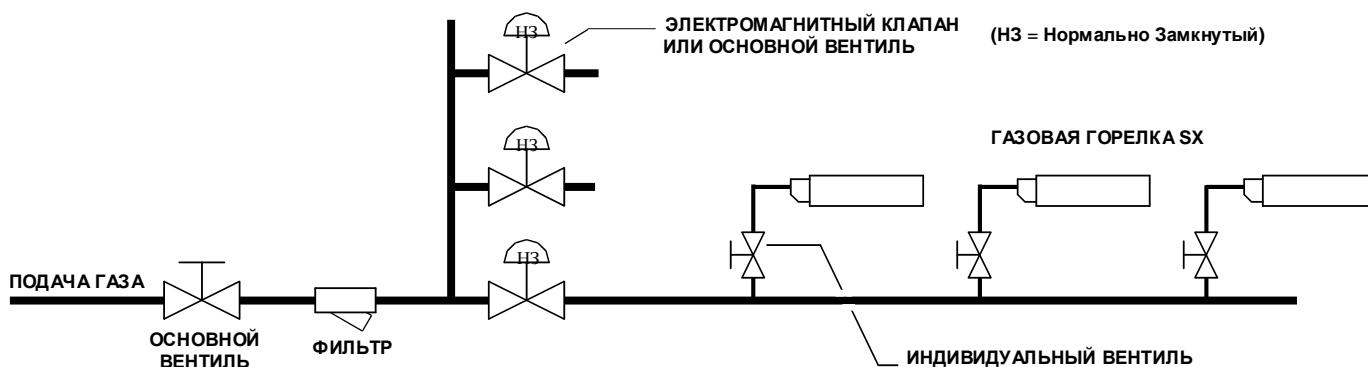 ЭЛЕКТРОМАГНИТНЫЙ КЛАПАН
ИЛИ ОСНОВНОЙ ВЕНТИЛЬ
(НЗ = Нормально Замкнутый)
НЗ
НЗ
ГАЗОВАЯ ГОРЕЛКА SX
НЗ
ПОДАЧА ГАЗА
ОСНОВНОЙ
ВЕНТИЛЬ
ФИЛЬТР
ИНДИВИДУАЛЬНЫЙ ВЕНТИЛЬ